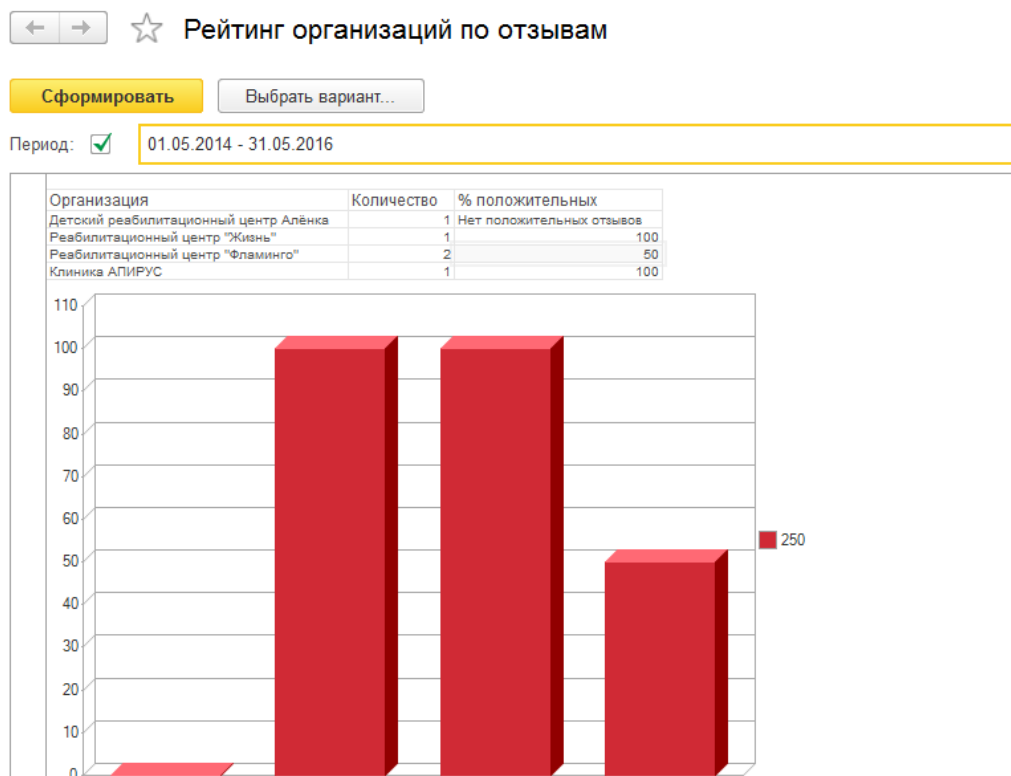 Рейтинг организаций по отзывам
Сформировать Выбрать вариант...
Период: 01.05.2014 - 31.05.2016
Организация Количество % положительных
Детский реабилитационный центр Алёнка 1 Нет положительных отзывов
Реабилитационный центр "Жизнь" 1 100
Реабилитационный центр "Фламинго" 2 50
Клиника АПИРУС 1 100
110
100
90
80
70
60
50
250
40
30
20
10
0